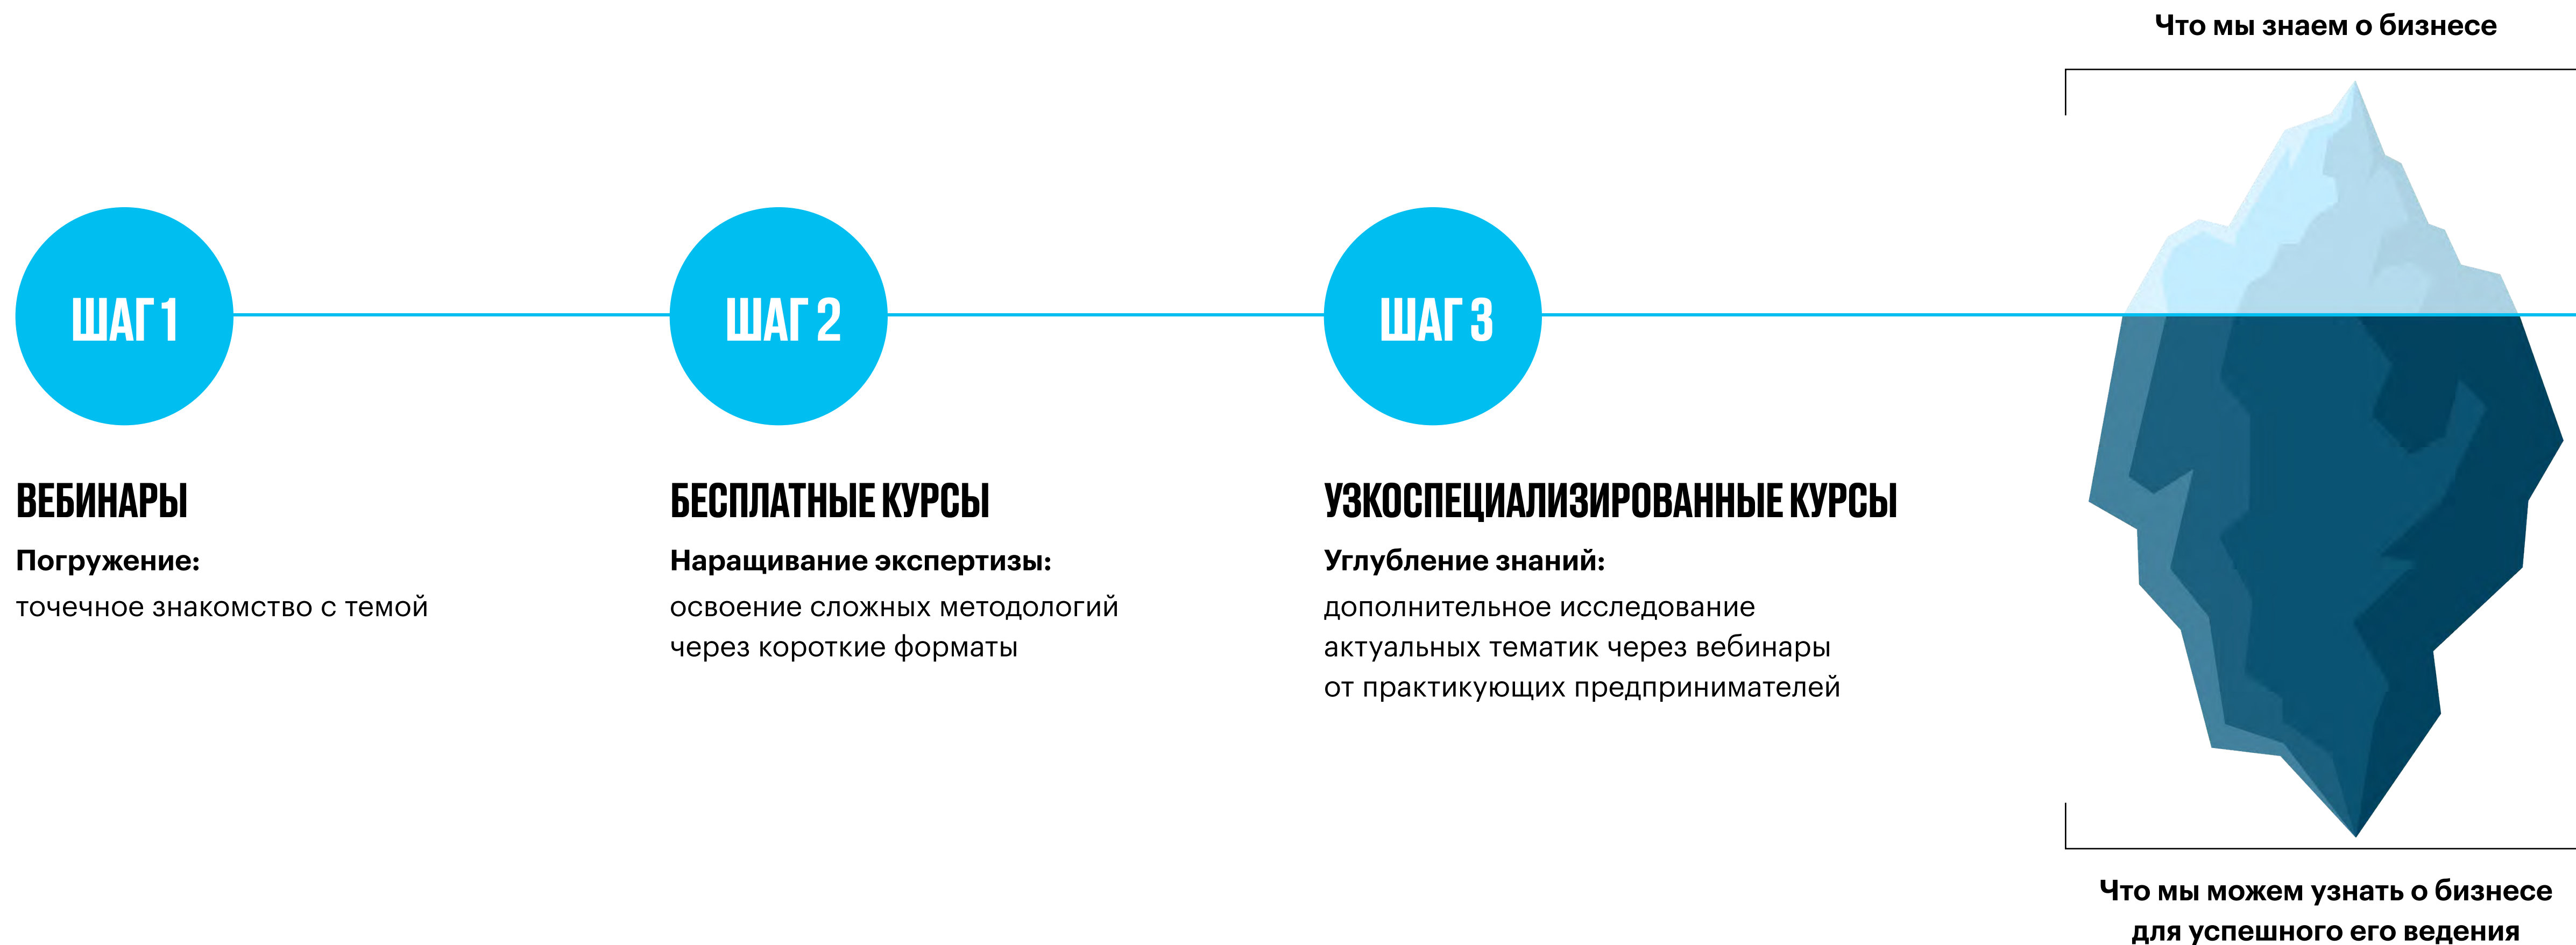 Что мы знаем о бизнесе
ШАГ 1
ШАГ 2
ШАГ 3
ВЕБИНАРЫ
Погружение:
точечное знакомство с темой
БЕСПЛАТНЫЕ КУРСЫ
Наращивание экспертизы:
освоение сложных методологий
через короткие форматы
УЗКОСПЕЦИАЛИЗИРОВАННЫЕ КУРСЫ
Углубление знаний:
дополнительное исследование
актуальных тематик через вебинары
от практикующих предпринимателей
Что мы можем узнать о бизнесе
для успешного его ведения